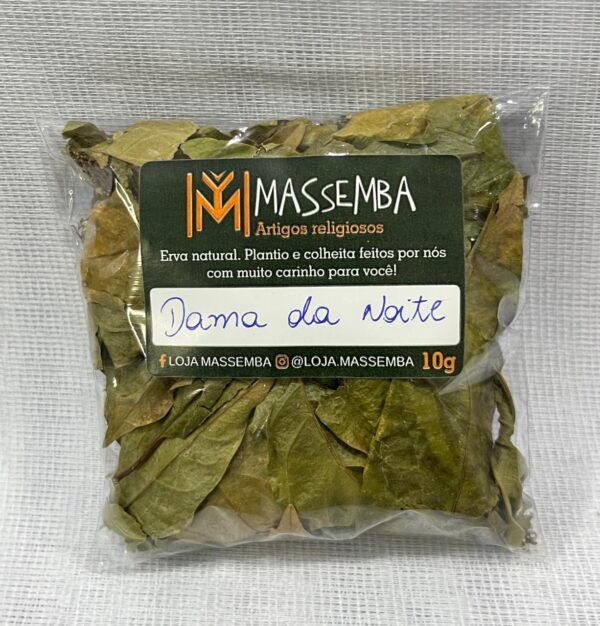 MASSEMBA
Artigos religiosos
Erva natural. Plantio e colheita feitos por nós
com muito carinho para você!
Dama da Noite
LOJA MASSEMBA @LOJA.MASSEMBA 10g